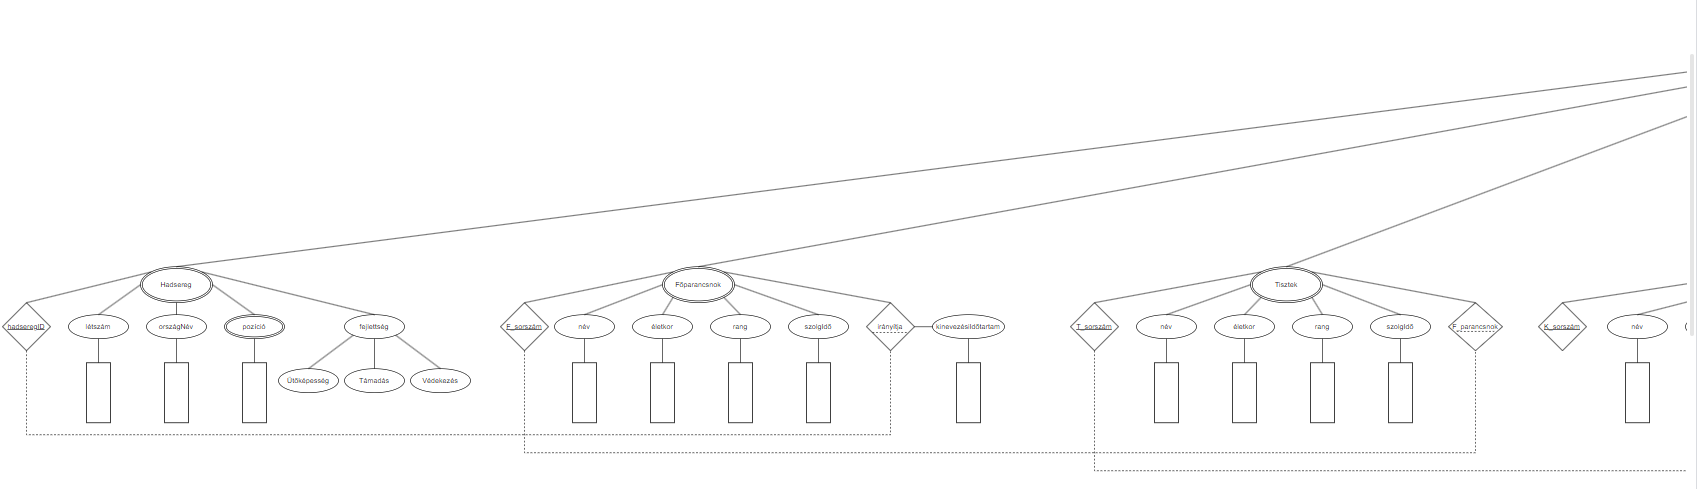 Hadsereg
Főparancsnok
Tisztek
hadseregID
létszám
országNév
pozíció
fejlettség
F_sorszám
név
életkor
rang
szolgIdő
irányítja
kinevezésiIdőtartam
T_sorszám
név
életkor
rang
szolgIdő
F_parancsnok
K_sorszám
név
Ütőképesség
Támadás
Védekezés